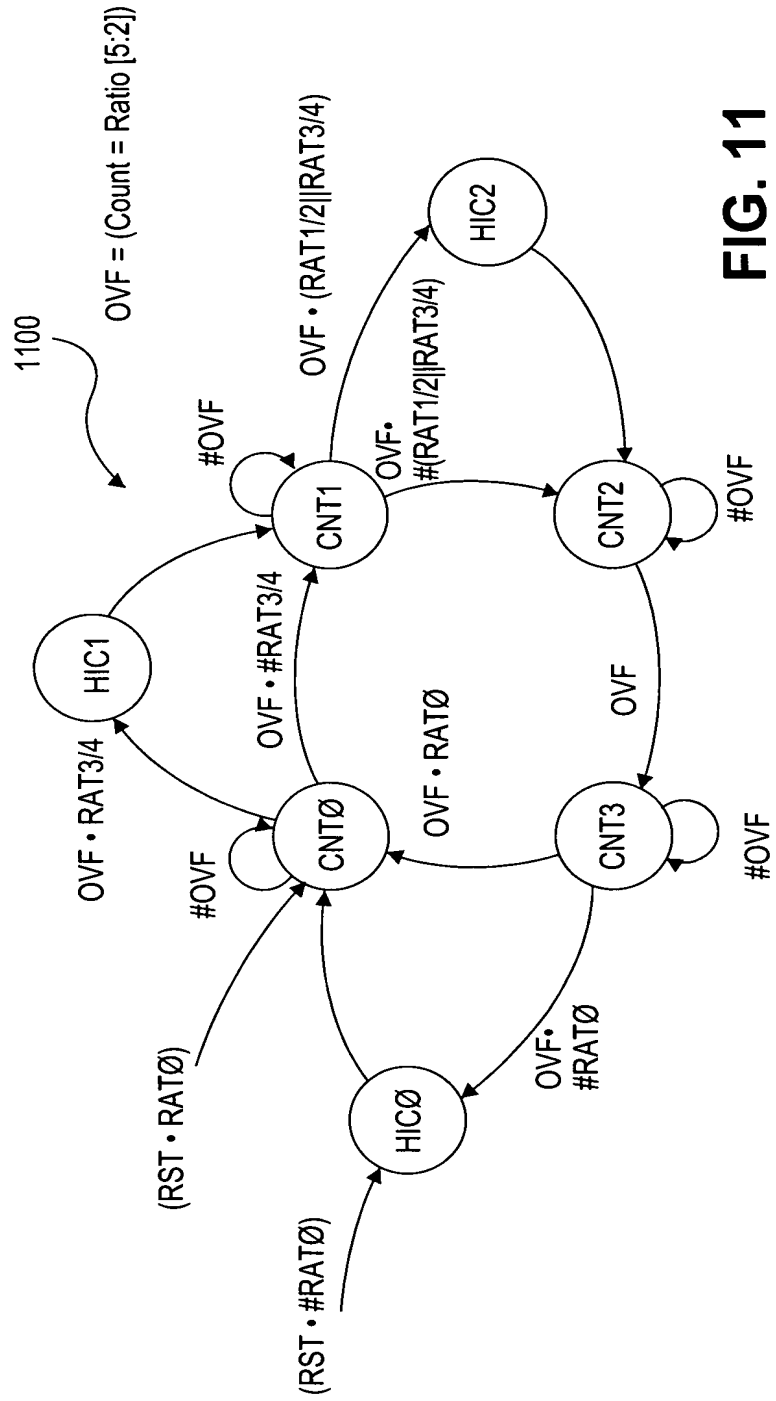 1100
OVF = (Count = Ratio [5:2])
HIC1
OVF • RAT3/4
#OVF
#OVF
(RST • RATØ)
CNTØ
OVF • #RAT3/4
CNT1
OVF • (RAT1/2||RAT3/4)
OVF•
#(RAT1/2||RAT3/4)
(RST • #RATØ)
HICØ
OVF • RATØ
HIC2
OVF•
#RATØ
CNT3
OVF
CNT2
#OVF
#OVF
FIG. 11